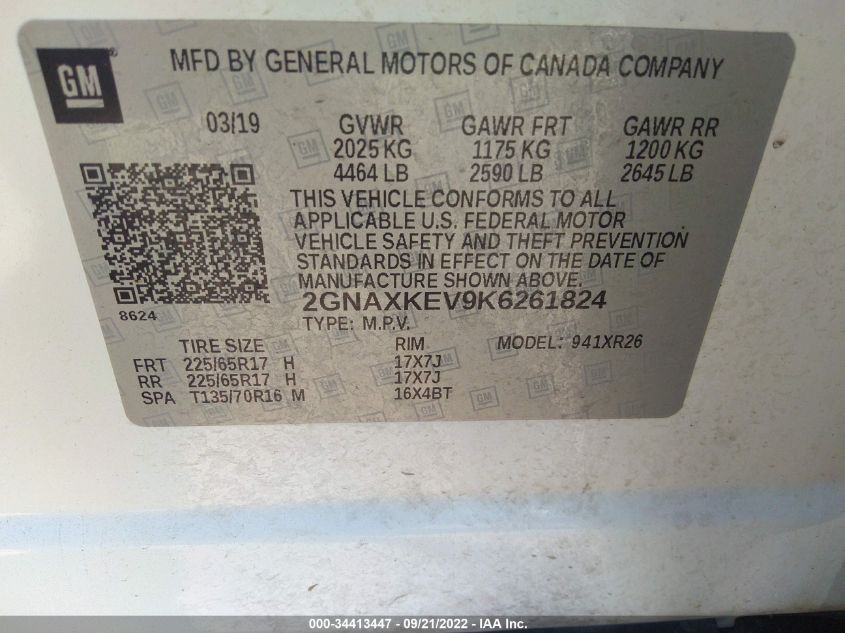 GM
MFD BY GENERAL MOTORS OF CANADA COMPANY
03/19 GVWR GAWR FRT GAWR RR
2025 KG 1175 KG 1200 KG
4464 LB 2590 LB 2645 LB
THIS VEHICLE CONFORMS TO ALL
APPLICABLE U.S. FEDERAL MOTOR
VEHICLE SAFETY AND THEFT PREVENTION
STANDARDS IN EFFECT ON THE DATE OF
MANUFACTURE SHOWN ABOVE.
8624 2GNAXKEV9K6261824
TYPE: M.P.V.
TIRE SIZE RIM MODEL: 941XR26
FRT 225/65R17 H 17X7J
RR 225/65R17 H 17X7J
SPA T135/70R16 M 16X4BT
000-34413447 - 09/21/2022 - IAA Inc.